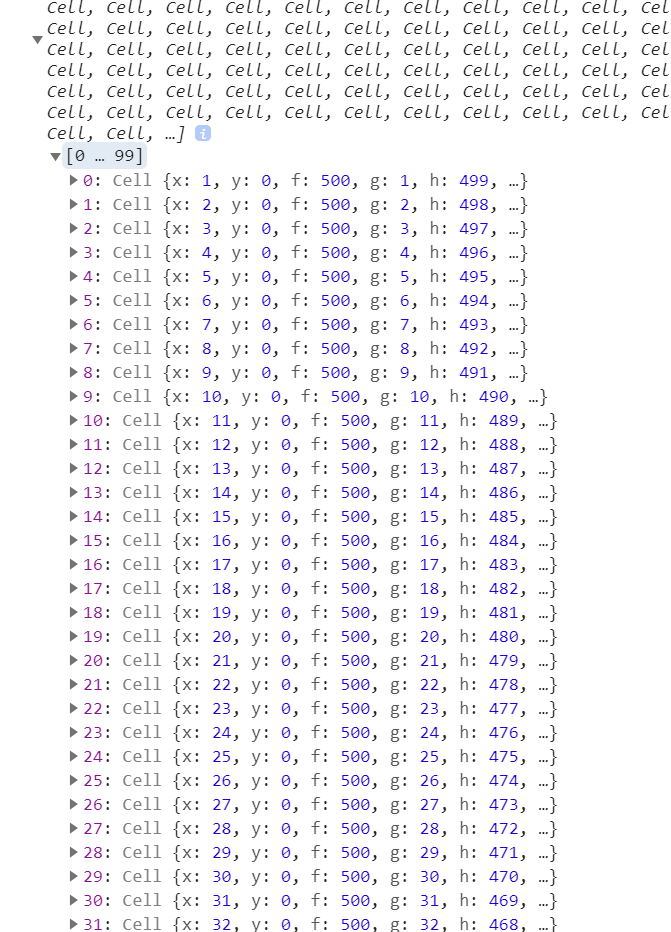 Cell, Cell, Cell, Cell, Cell, Cell, Cell, Cell, Cell, Cell, Cel
Cell, Cell, Cell, Cell, Cell, Cell, Cell, Cell, Cell, Cell, Cel
Cell, Cell, Cell, Cell, Cell, Cell, Cell, Cell, Cell, Cell, Cel
Cell, Cell, Cell, Cell, Cell, Cell, Cell, Cell, Cell, Cell, Cel
Cell, Cell, Cell, Cell, Cell, Cell, Cell, Cell, Cell, Cell, Cel
Cell, Cell, Cell, Cell, Cell, Cell, Cell, Cell, Cell, Cell, Cel
Cell, Cell, …] i
[0 … 99]
0: Cell {x: 1, y: 0, f: 500, g: 1, h: 499, …}
1: Cell {x: 2, y: 0, f: 500, g: 2, h: 498, …}
2: Cell {x: 3, y: 0, f: 500, g: 3, h: 497, …}
3: Cell {x: 4, y: 0, f: 500, g: 4, h: 496, …}
4: Cell {x: 5, y: 0, f: 500, g: 5, h: 495, …}
5: Cell {x: 6, y: 0, f: 500, g: 6, h: 494, …}
6: Cell {x: 7, y: 0, f: 500, g: 7, h: 493, …}
7: Cell {x: 8, y: 0, f: 500, g: 8, h: 492, …}
8: Cell {x: 9, y: 0, f: 500, g: 9, h: 491, …}
9: Cell {x: 10, y: 0, f: 500, g: 10, h: 490, …}
10: Cell {x: 11, y: 0, f: 500, g: 11, h: 489, …}
11: Cell {x: 12, y: 0, f: 500, g: 12, h: 488, …}
12: Cell {x: 13, y: 0, f: 500, g: 13, h: 487, …}
13: Cell {x: 14, y: 0, f: 500, g: 14, h: 486, …}
14: Cell {x: 15, y: 0, f: 500, g: 15, h: 485, …}
15: Cell {x: 16, y: 0, f: 500, g: 16, h: 484, …}
16: Cell {x: 17, y: 0, f: 500, g: 17, h: 483, …}
17: Cell {x: 18, y: 0, f: 500, g: 18, h: 482, …}
18: Cell {x: 19, y: 0, f: 500, g: 19, h: 481, …}
19: Cell {x: 20, y: 0, f: 500, g: 20, h: 480, …}
20: Cell {x: 21, y: 0, f: 500, g: 21, h: 479, …}
21: Cell {x: 22, y: 0, f: 500, g: 22, h: 478, …}
22: Cell {x: 23, y: 0, f: 500, g: 23, h: 477, …}
23: Cell {x: 24, y: 0, f: 500, g: 24, h: 476, …}
24: Cell {x: 25, y: 0, f: 500, g: 25, h: 475, …}
25: Cell {x: 26, y: 0, f: 500, g: 26, h: 474, …}
26: Cell {x: 27, y: 0, f: 500, g: 27, h: 473, …}
27: Cell {x: 28, y: 0, f: 500, g: 28, h: 472, …}
28: Cell {x: 29, y: 0, f: 500, g: 29, h: 471, …}
29: Cell {x: 30, y: 0, f: 500, g: 30, h: 470, …}
30: Cell {x: 31, y: 0, f: 500, g: 31, h: 469, …}
31: Cell {x: 32, y: 0, f: 500, g: 32, h: 468, …}